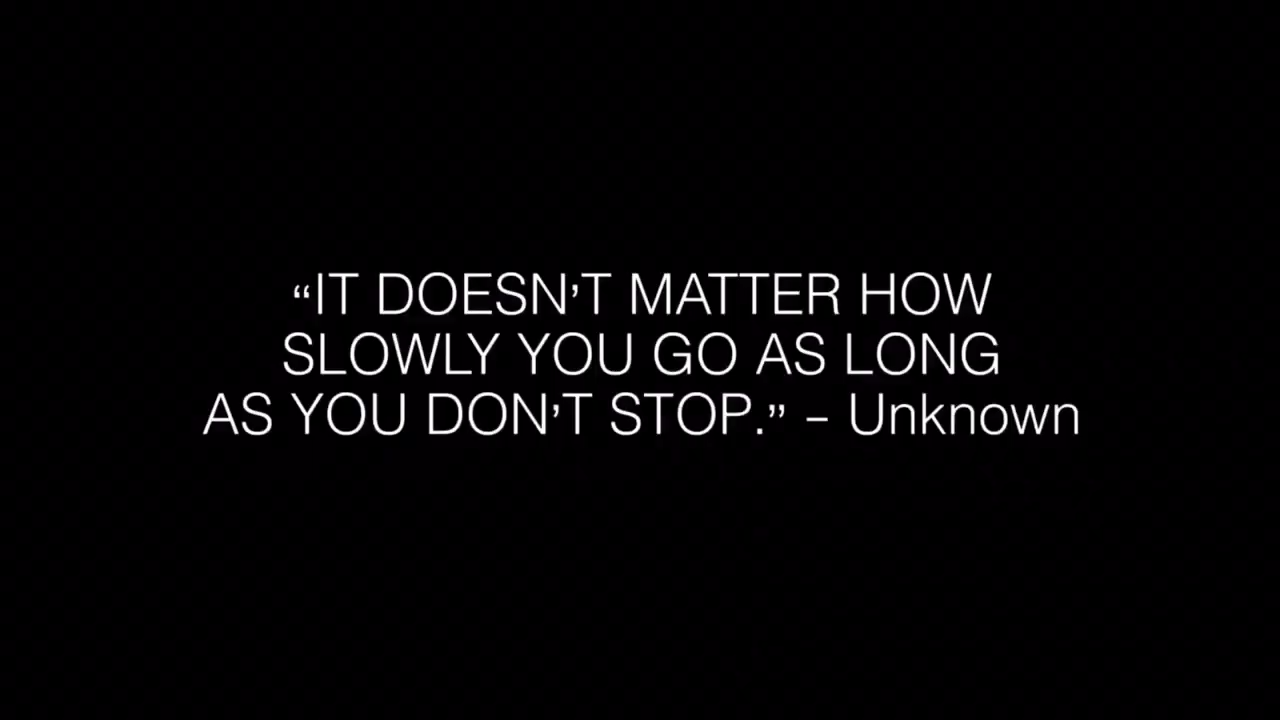 “IT DOESN’T MATTER HOW
SLOWLY YOU GO AS LONG
AS YOU DON’T STOP.” – Unknown